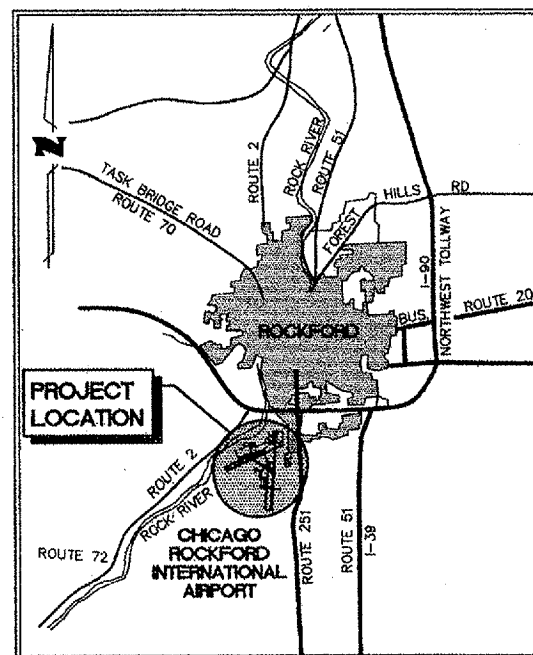 N
ROUTE 2
ROCK RIVER
ROUTE 51
TASK BRIDGE ROAD
ROUTE 70
FOREST HILLS RD
I-90
NORTHWEST TOLLWAY
BUS. ROUTE 20
ROCKFORD
PROJECT
LOCATION
ROUTE 2
ROCK RIVER
ROUTE 72
CHICAGO
ROCKFORD
INTERNATIONAL
AIRPORT
ROUTE 251
ROUTE 51
I-39